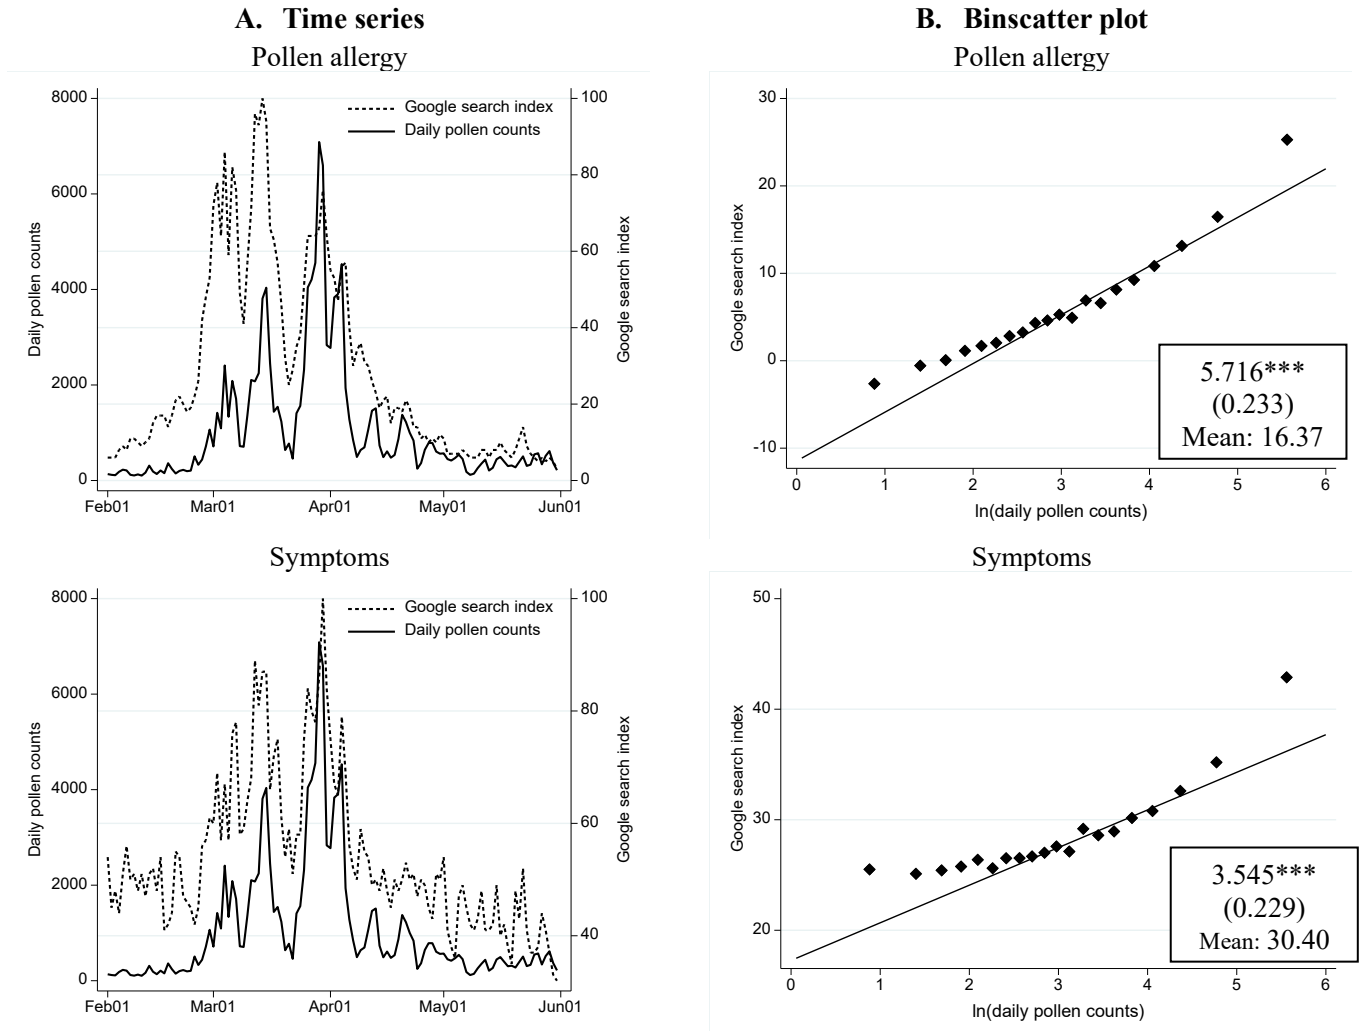 A. Time series
Pollen allergy
8000
6000
4000
2000
0
Daily pollen counts
100
80
60
40
20
0
Google search index
Google search index
Daily pollen counts
Feb01 Mar01 Apr01 May01 Jun01
B. Binscatter plot
Pollen allergy
30
20
10
0
-10
Google search index
5.716***
(0.233)
Mean: 16.37
0 1 2 3 4 5 6
ln(daily pollen counts)
Symptoms
8000
6000
4000
2000
0
Daily pollen counts
100
80
60
40
Google search index
Google search index
Daily pollen counts
Feb01 Mar01 Apr01 May01 Jun01
Symptoms
50
40
30
20
Google search index
3.545***
(0.229)
Mean: 30.40
0 1 2 3 4 5 6
ln(daily pollen counts)